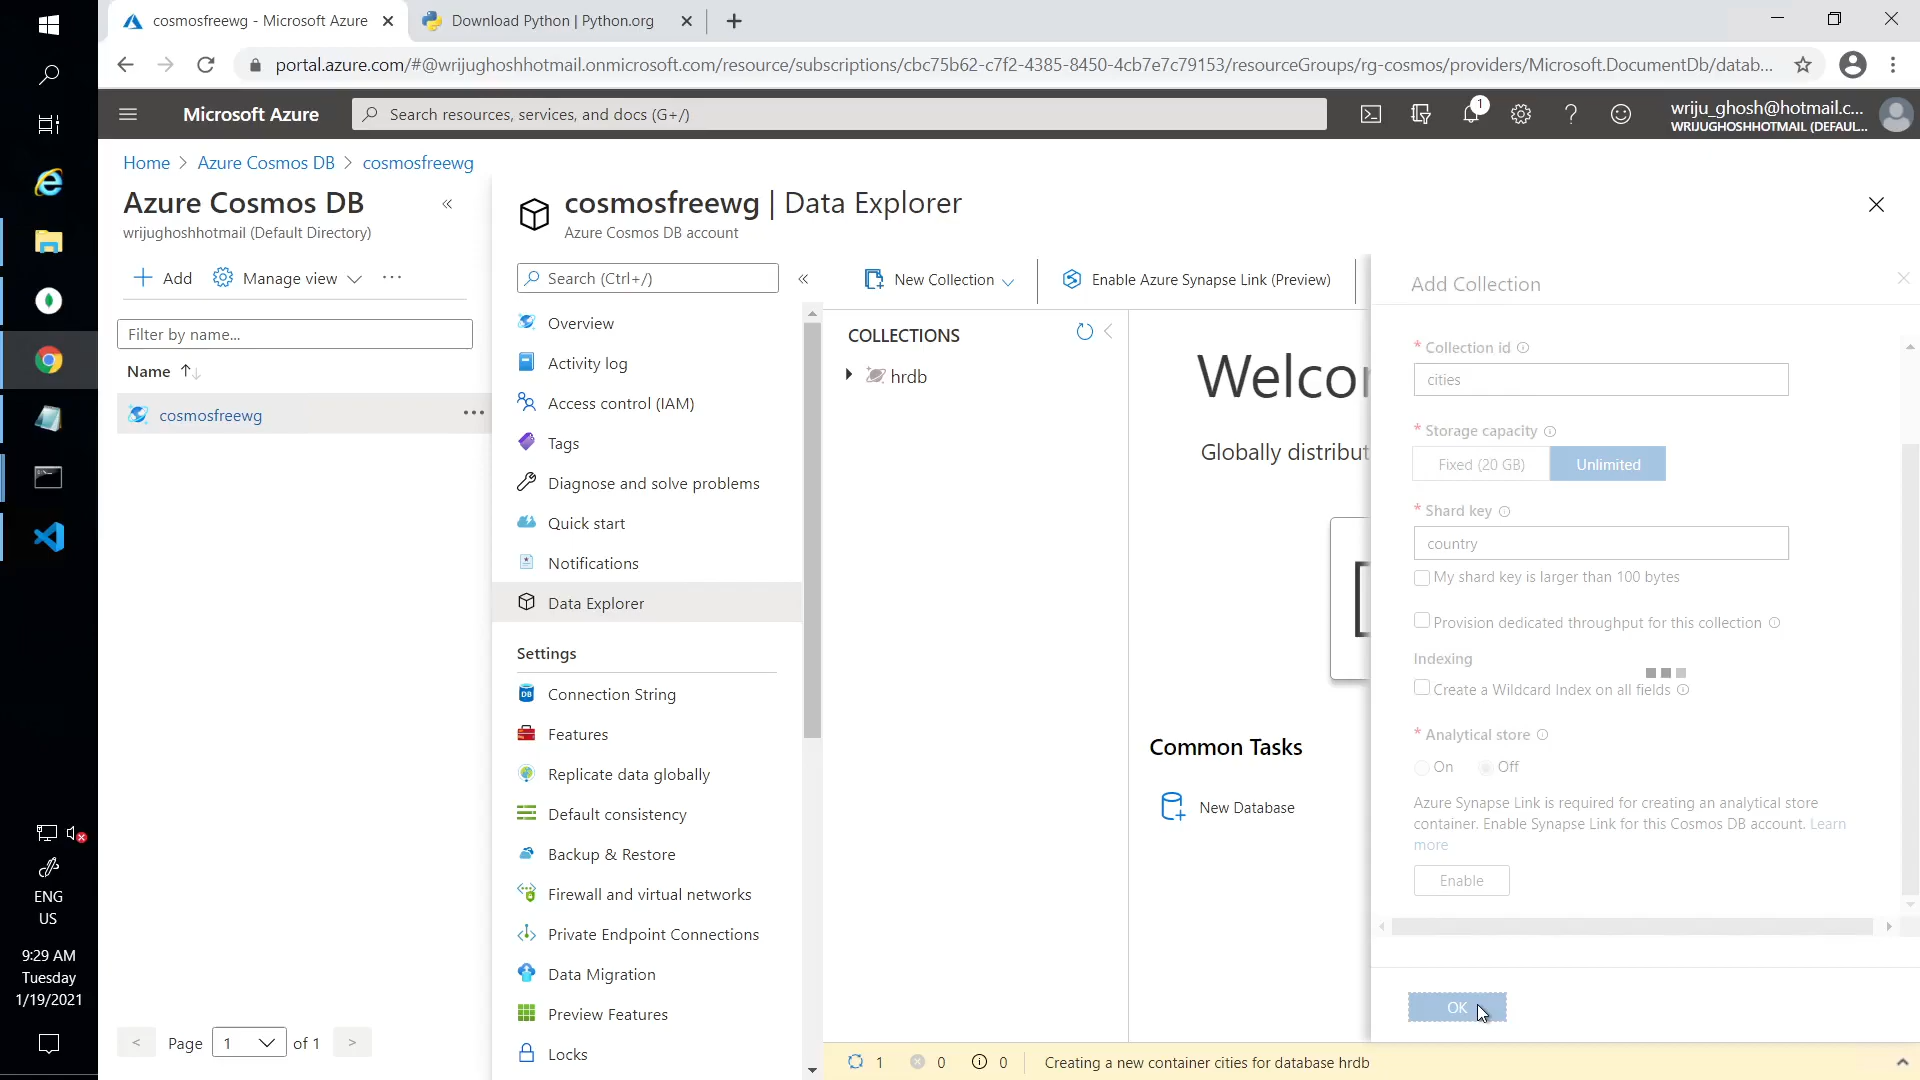 cosmosfreewg - Microsoft Azure
Download Python | Python.org
portal.azure.com/#@wrijughoshhotmail.onmicrosoft.com/resource/subscriptions/cbc75b62-c7f2-4385-8450-4cb7e7c79153/resourceGroups/rg-cosmos/providers/Microsoft.DocumentDb/datab...
Microsoft Azure
Search resources, services, and docs (G+/)
1
wriju_ghosh@hotmail.c...
WRIJUGHOSHHOTMAIL (DEFAUL...
Home > Azure Cosmos DB > cosmosfreewg
Azure Cosmos DB
wrijughoshhotmail (Default Directory)
Add
Manage view
Filter by name...
Name
cosmosfreewg
Page 1 of 1
cosmosfreewg | Data Explorer
Azure Cosmos DB account
Search (Ctrl+/)
Overview
Activity log
Access control (IAM)
Tags
Diagnose and solve problems
Quick start
Notifications
Data Explorer
Settings
Connection String
Features
Replicate data globally
Default consistency
Backup & Restore
Firewall and virtual networks
Private Endpoint Connections
Data Migration
Preview Features
Locks
New Collection
Enable Azure Synapse Link (Preview)
COLLECTIONS
hrdb
Welcom
Globally distribut
Common Tasks
New Database
Add Collection
* Collection id
cities
* Storage capacity
Fixed (20 GB)
Unlimited
* Shard key
country
My shard key is larger than 100 bytes
Provision dedicated throughput for this collection
Indexing
Create a Wildcard Index on all fields
* Analytical store
On
Off
Azure Synapse Link is required for creating an analytical store
container. Enable Synapse Link for this Cosmos DB account. Learn
more
Enable
OK
1
0
0
Creating a new container cities for database hrdb
ENG
US
9:29 AM
Tuesday
1/19/2021